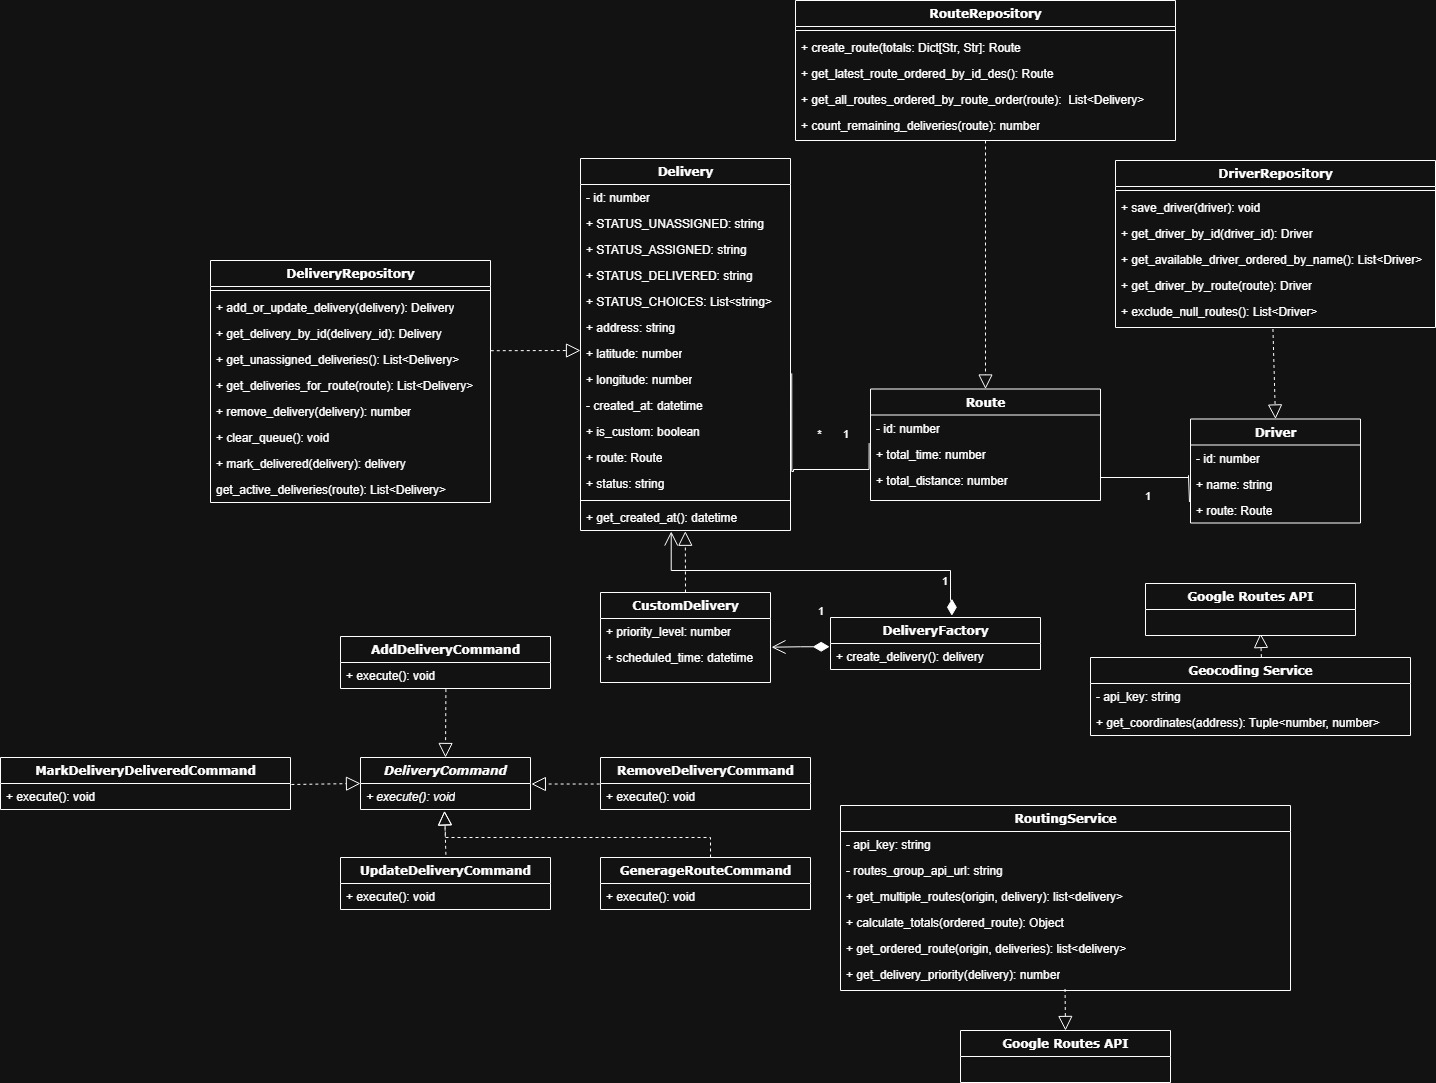 RouteRepository
+ create_route(totals: Dict[Str, Str]: Route
+ get_latest_route_ordered_by_id_des(): Route
+ get_all_routes_ordered_by_route_order(route):  List<Delivery>
+ count_remaining_deliveries(route): number
DriverRepository
+ save_driver(driver): void
+ get_driver_by_id(driver_id): Driver
+ get_available_driver_ordered_by_name(): List<Driver>
+ get_driver_by_route(route): Driver
+ exclude_null_routes(): List<Driver>
Delivery
- id: number
+ STATUS_UNASSIGNED: string
+ STATUS_ASSIGNED: string
+ STATUS_DELIVERED: string
+ STATUS_CHOICES: List<string>
+ address: string
+ latitude: number
+ longitude: number
- created_at: datetime
+ is_custom: boolean
+ route: Route
+ status: string
+ get_created_at(): datetime
DeliveryRepository
+ add_or_update_delivery(delivery): Delivery
+ get_delivery_by_id(delivery_id): Delivery
+ get_unassigned_deliveries(): List<Delivery>
+ get_deliveries_for_route(route): List<Delivery>
+ remove_delivery(delivery): number
+ clear_queue(): void
+ mark_delivered(delivery): delivery
get_active_deliveries(route): List<Delivery>
* 1
Route
- id: number
+ total_time: number
+ total_distance: number
1
Driver
- id: number
+ name: string
+ route: Route
1
1
CustomDelivery
+ priority_level: number
+ scheduled_time: datetime
DeliveryFactory
+ create_delivery(): delivery
Google Routes API
Geocoding Service
- api_key: string
+ get_coordinates(address): Tuple<number, number>
AddDeliveryCommand
+ execute(): void
MarkDeliveryDeliveredCommand
+ execute(): void
DeliveryCommand
+ execute(): void
RemoveDeliveryCommand
+ execute(): void
UpdateDeliveryCommand
+ execute(): void
GenerageRouteCommand
+ execute(): void
RoutingService
- api_key: string
- routes_group_api_url: string
+ get_multiple_routes(origin, delivery): list<delivery>
+ calculate_totals(ordered_route): Object
+ get_ordered_route(origin, deliveries): list<delivery>
+ get_delivery_priority(delivery): number
Google Routes API